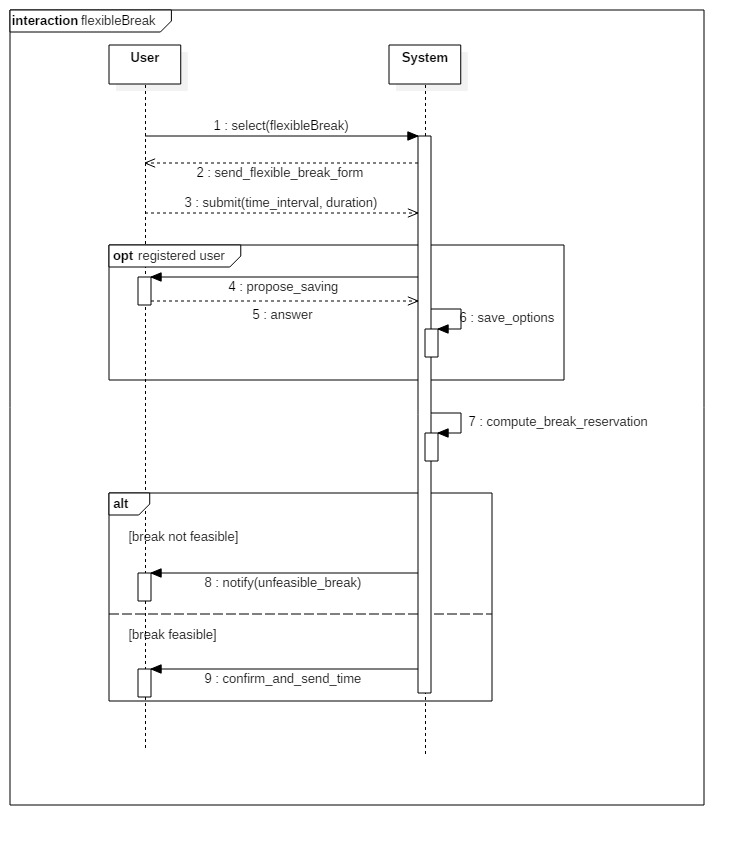 interaction flexibleBreak
User
System
1 : select(flexibleBreak)
2 : send_flexible_break_form
3 : submit(time_interval, duration)
opt registered user
4 : propose_saving
5 : answer
6 : save_options
7 : compute_break_reservation
alt
[break not feasible]
8 : notify(unfeasible_break)
[break feasible]
9 : confirm_and_send_time